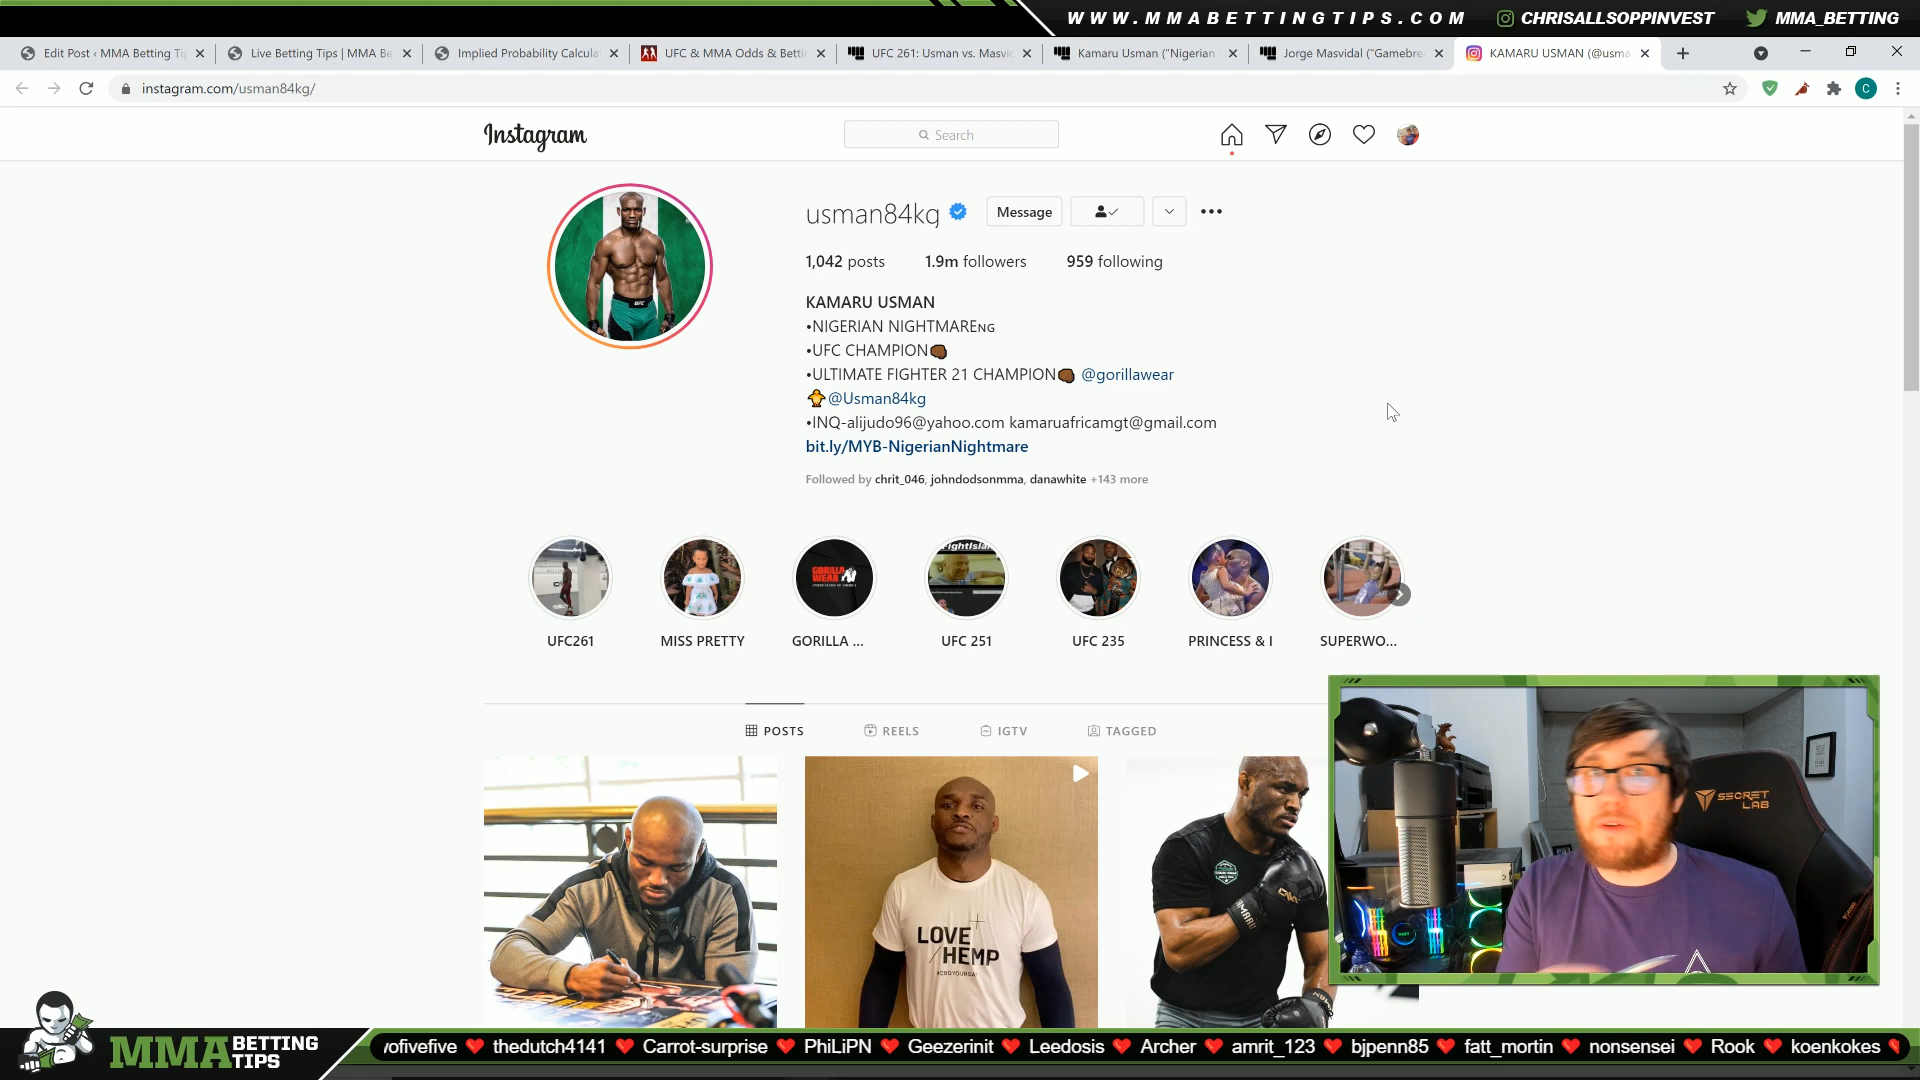 WWW.MMABETTINGTIPS.COM CHRISALLSOPPINVEST MMA_BETTING
Edit Post ‹ MMA Betting Ti Live Betting Tips | MMA Be Implied Probability Calcula UFC & MMA Odds & Betti UFC 261: Usman vs. Masvi Kamaru Usman ("Nigerian Jorge Masvidal ("Gamebre KAMARU USMAN (@usma
instagram.com/usman84kg/ C
Instagram
Search
usman84kg Message
1,042 posts 1.9m followers 959 following
KAMARU USMAN
•NIGERIAN NIGHTMARENG
•UFC CHAMPION
•ULTIMATE FIGHTER 21 CHAMPION @gorillawear
@Usman84kg
•INQ-alijudo96@yahoo.com kamaruafricamgt@gmail.com
bit.ly/MYB-NigerianNightmare
Followed by chrit_046, johndodsonmma, danawhite +143 more
GORILLA
WEAR
UFC261 MISS PRETTY GORILLA ... UFC 251 UFC 235 PRINCESS & I SUPERWO...
POSTS REELS IGTV TAGGED
SECRET
LAB
LOVE
HEMP
MMA BETTING TIPS
vofivefive thedutch4141 Carrot-surprise PhiLiPN Geezerinit Leedosis Archer amrit_123 bjpenn85 fatt_mortin nonsensei Rook koenkokes